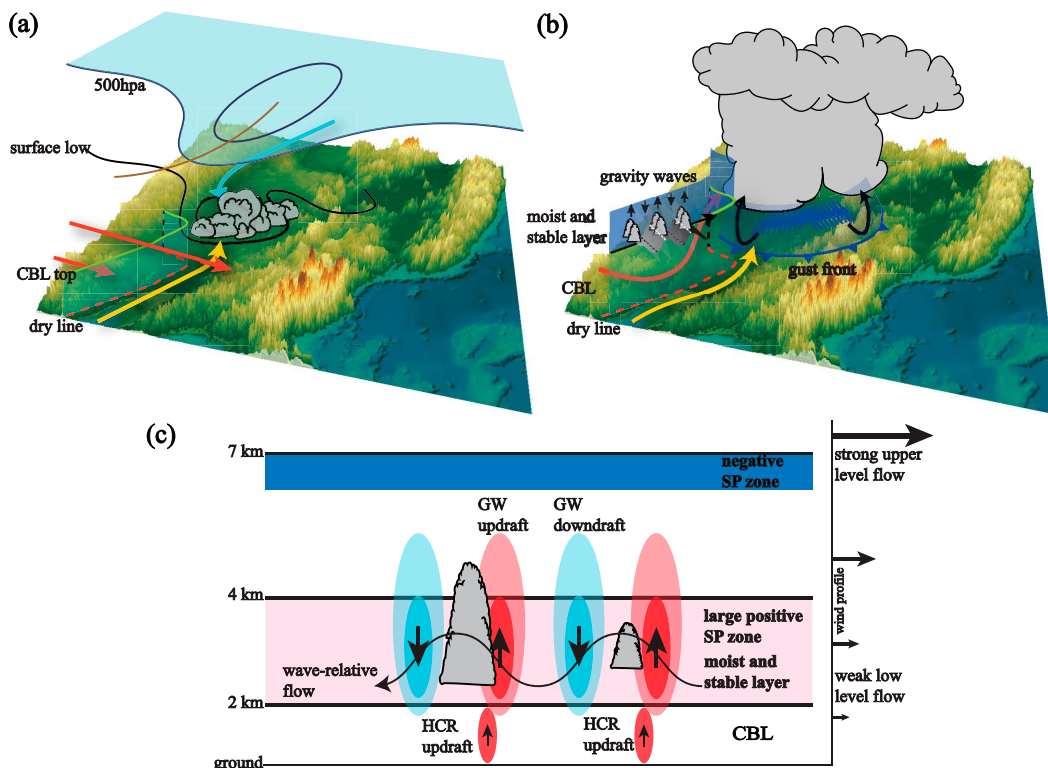 (a)
500hpa
surface low
CBL top
dry line
(b)
gravity waves
moist and
stable layer
CBL
gust front
dry line
(c)
7 km
negative
SP zone
strong upper
level flow
GW
updraft
GW
downdraft
4 km
wind profile
large positive
SP zone
wave-relative
flow
moist and
stable layer
weak low
level flow
2 km
HCR
updraft
HCR
updraft
CBL
ground